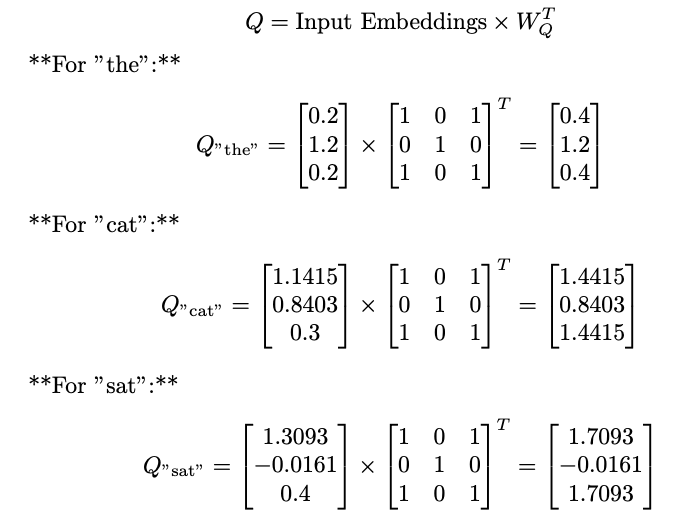 Q = Input Embeddings × W_Q^T
**For ”the”:**
Q_{”the”} = [0.2; 1.2; 0.2] × [1 0 1; 0 1 0; 1 0 1]^T = [0.4; 1.2; 0.4]
**For ”cat”:**
Q_{”cat”} = [1.1415; 0.8403; 0.3] × [1 0 1; 0 1 0; 1 0 1]^T = [1.4415; 0.8403; 1.4415]
**For ”sat”:**
Q_{”sat”} = [1.3093; −0.0161; 0.4] × [1 0 1; 0 1 0; 1 0 1]^T = [1.7093; −0.0161; 1.7093]